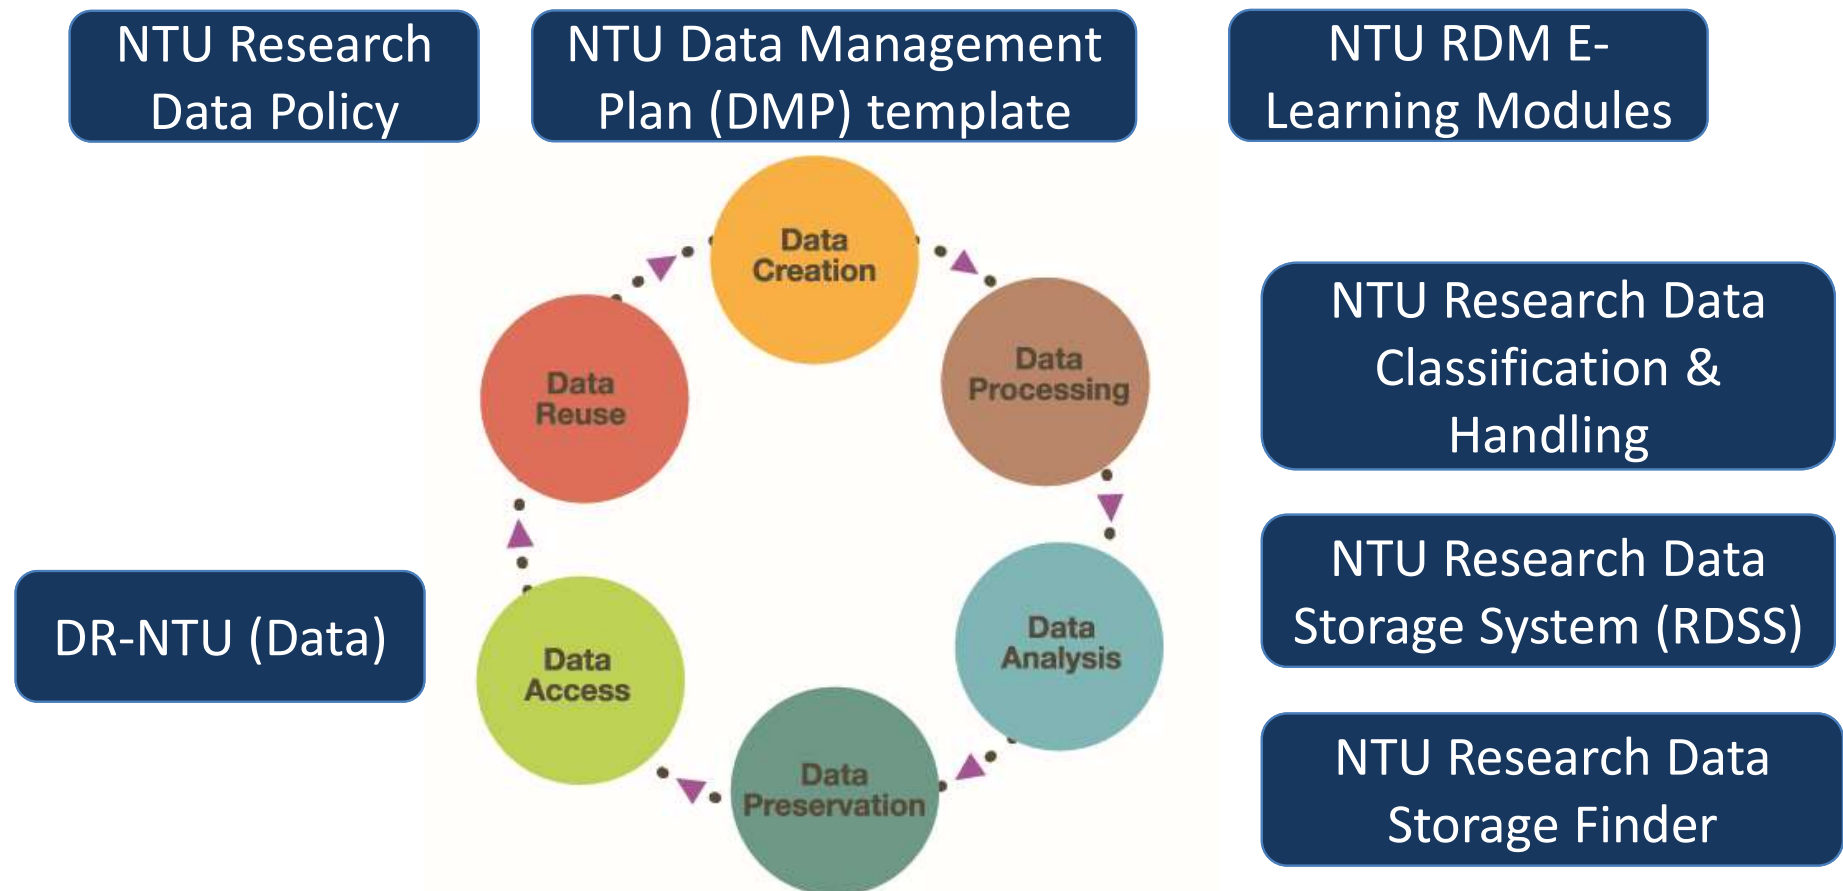 NTU Research
Data Policy
NTU Data Management
Plan (DMP) template
NTU RDM E-
Learning Modules
Data
Creation
Data
Processing
Data
Reuse
NTU Research Data
Classification &
Handling
Data
Analysis
NTU Research Data
Storage System (RDSS)
DR-NTU (Data)
Data
Access
Data
Preservation
NTU Research Data
Storage Finder